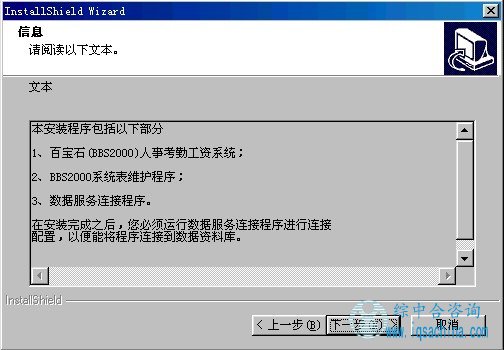 InstallShield Wizard
信息
请阅读以下文本。
文本
本安装程序包括以下部分
1、百宝石(BBS2000)人事考勤工资系统；
2、BBS2000系统表维护程序；
3、数据服务连接程序。
在安装完成之后，您必须运行数据服务连接程序进行连接
配置，以便能将程序连接到数据资料库。
InstallShield
< 上一步(B)
下一步
取消
综中合咨询